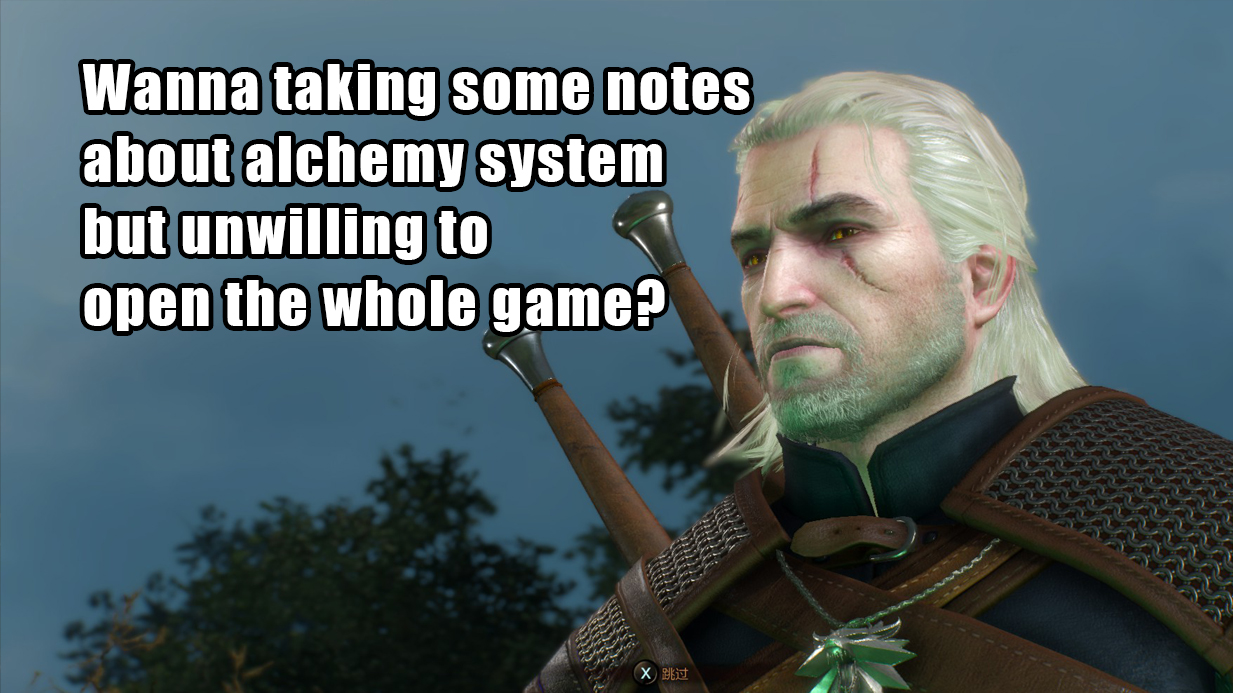 Wanna taking some notes
about alchemy system
but unwilling to
open the whole game?
X 跳过